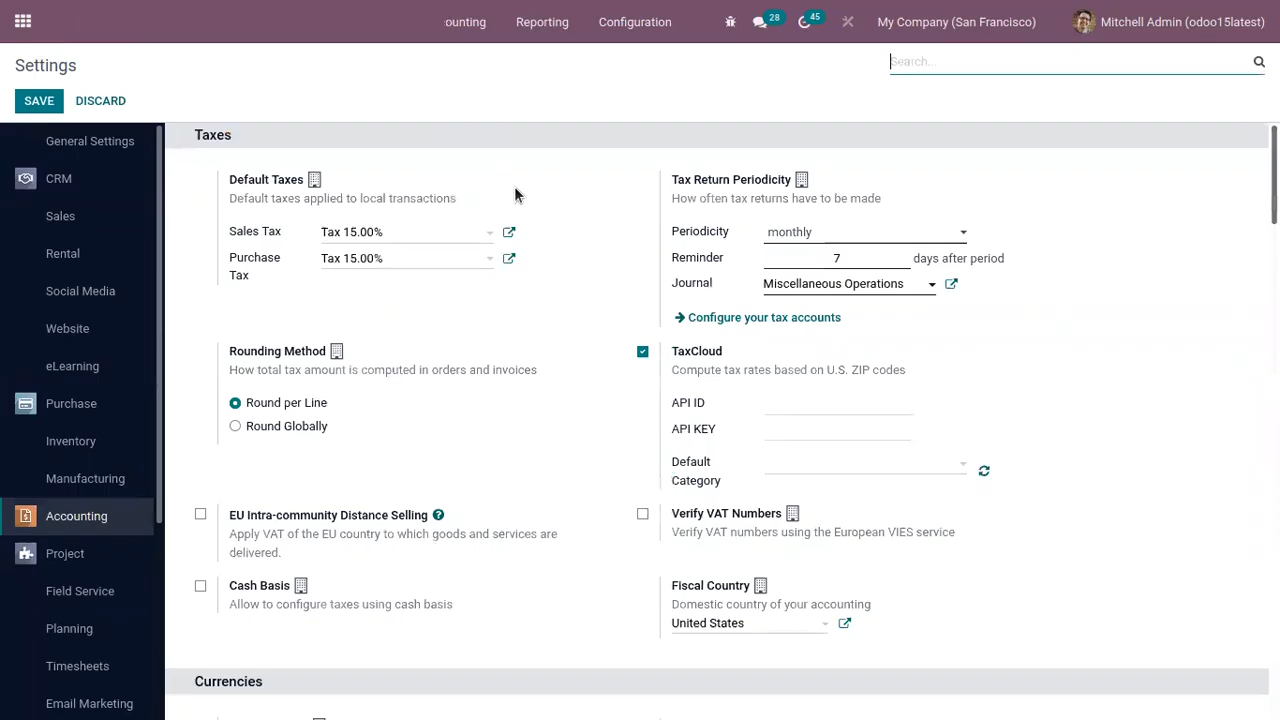 ounting Reporting Configuration 28 45 My Company (San Francisco) Mitchell Admin (odoo15latest)
Settings
Search...
SAVE DISCARD
General Settings
CRM
Sales
Rental
Social Media
Website
eLearning
Purchase
Inventory
Manufacturing
Accounting
Project
Field Service
Planning
Timesheets
Email Marketing
Taxes
Default Taxes
Default taxes applied to local transactions
Sales Tax Tax 15.00%
Purchase Tax 15.00%
Tax
Tax Return Periodicity
How often tax returns have to be made
Periodicity monthly
Reminder 7 days after period
Journal Miscellaneous Operations
Configure your tax accounts
Rounding Method
How total tax amount is computed in orders and invoices
Round per Line
Round Globally
TaxCloud
Compute tax rates based on U.S. ZIP codes
API ID
API KEY
Default
Category
EU Intra-community Distance Selling ?
Apply VAT of the EU country to which goods and services are
delivered.
Verify VAT Numbers
Verify VAT numbers using the European VIES service
Cash Basis
Allow to configure taxes using cash basis
Fiscal Country
Domestic country of your accounting
United States
Currencies